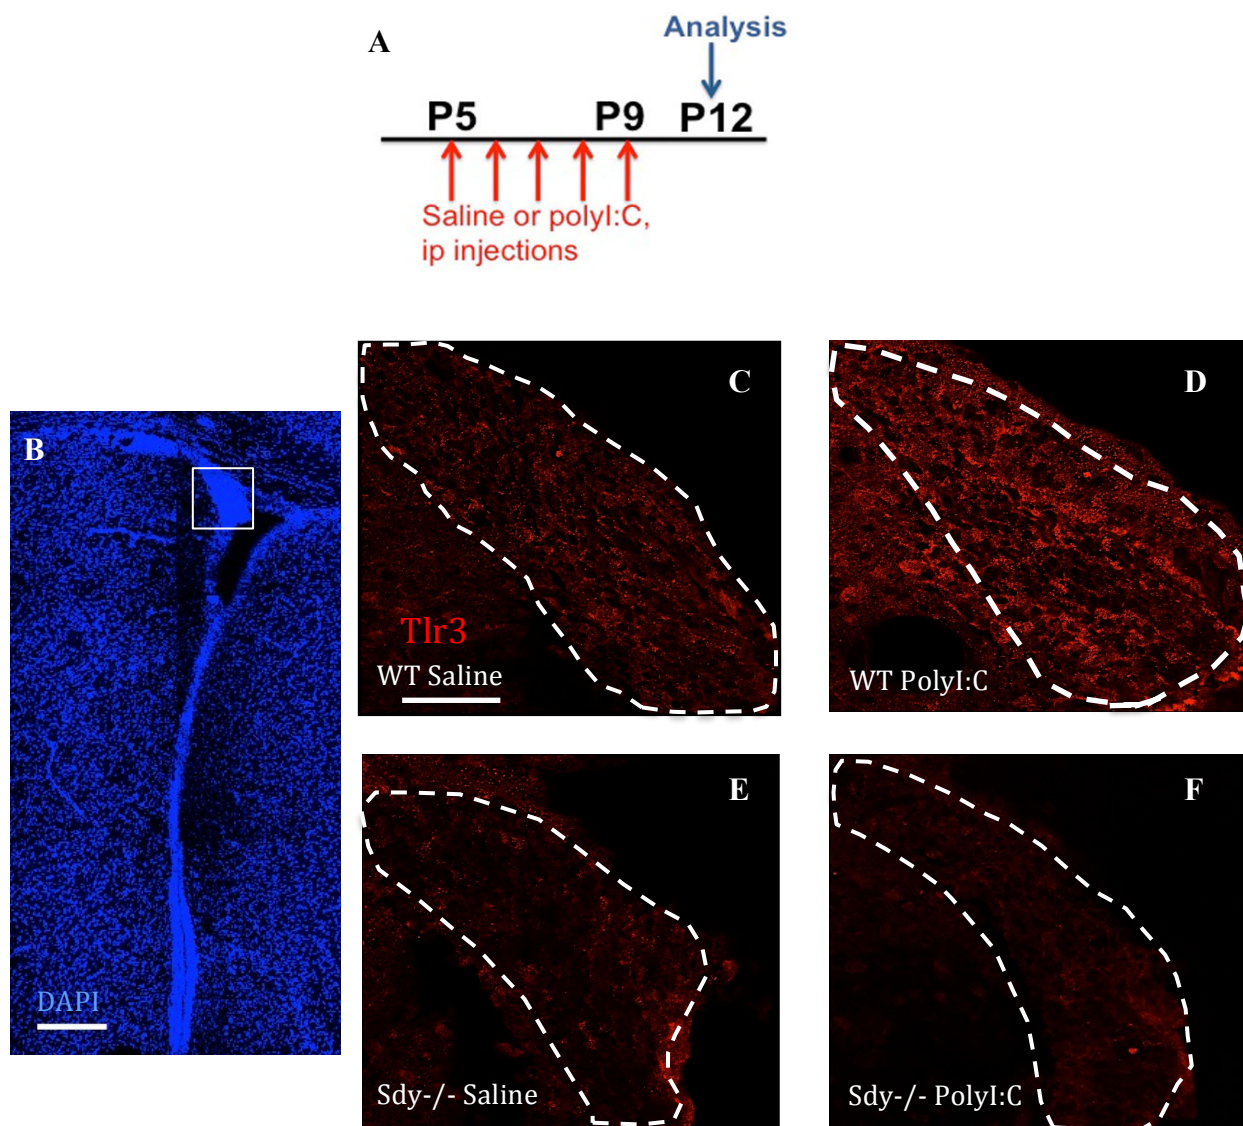 A
Analysis
P5
P9
P12
Saline or polyI:C,
ip injections
B
DAPI
C
Tlr3
WT Saline
D
WT PolyI:C
E
Sdy-/- Saline
F
Sdy-/- PolyI:C